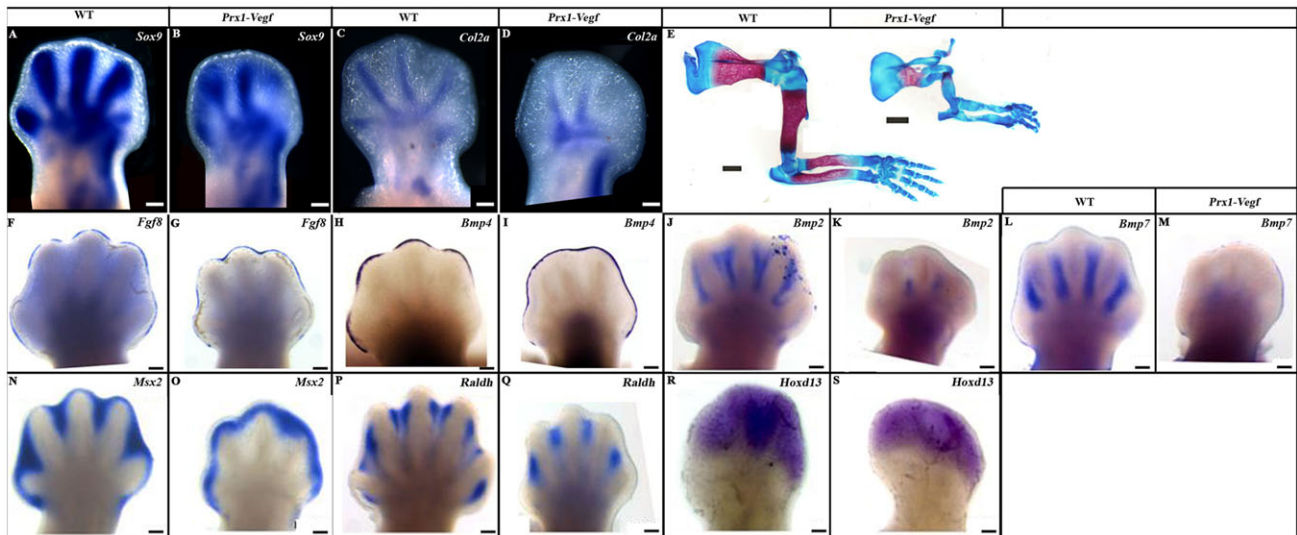 WT Prx1-Vegf WT Prx1-Vegf WT Prx1-Vegf
A Sox9 B Sox9 C Col2a D Col2a E
WT Prx1-Vegf
F Fgf8 G Fgf8 H Bmp4 I Bmp4 J Bmp2 K Bmp2 L Bmp7 M Bmp7
N Msx2 O Msx2 P Raldh Q Raldh R Hoxd13 S Hoxd13